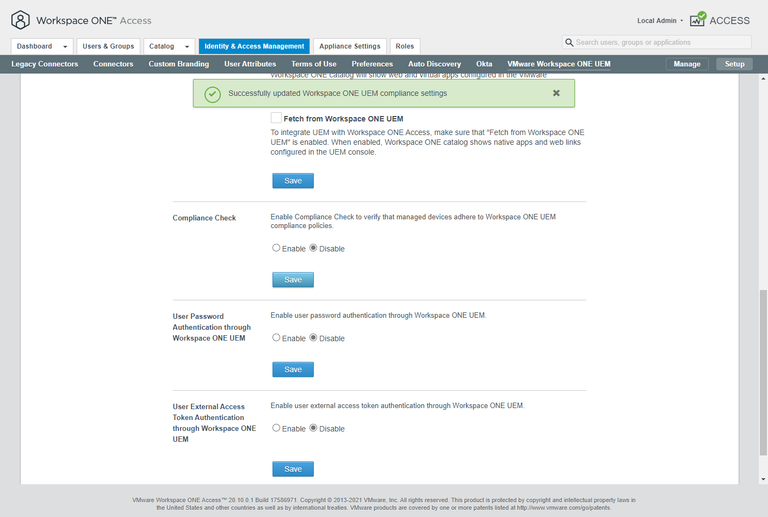 Workspace ONE™ Access
Local Admin
ACCESS
Dashboard
Users & Groups
Catalog
Identity & Access Management
Appliance Settings
Roles
Search users, groups or applications
Legacy Connectors
Connectors
Custom Branding
User Attributes
Terms of Use
Preferences
Auto Discovery
Okta
VMware Workspace ONE UEM
Manage
Setup
Workspace ONE catalog will show web and virtual apps configured in the VMware
Successfully updated Workspace ONE UEM compliance settings
Fetch from Workspace ONE UEM
To integrate UEM with Workspace ONE Access, make sure that "Fetch from Workspace ONE
UEM" is enabled. When enabled, Workspace ONE catalog shows native apps and web links
configured in the UEM console.
Save
Compliance Check
Enable Compliance Check to verify that managed devices adhere to Workspace ONE UEM
compliance policies.
Enable Disable
Save
User Password
Authentication through
Workspace ONE UEM
Enable user password authentication through Workspace ONE UEM.
Enable Disable
Save
User External Access
Token Authentication
through Workspace ONE
UEM
Enable user external access token authentication through Workspace ONE UEM.
Enable Disable
Save
VMware Workspace ONE Access™ 20.10.0.1 Build 17586971. Copyright © 2013-2021 VMware, Inc. All rights reserved. This product is protected by copyright and intellectual property laws in
the United States and other countries as well as by international treaties. VMware products are covered by one or more patents listed at http://www.vmware.com/go/patents.